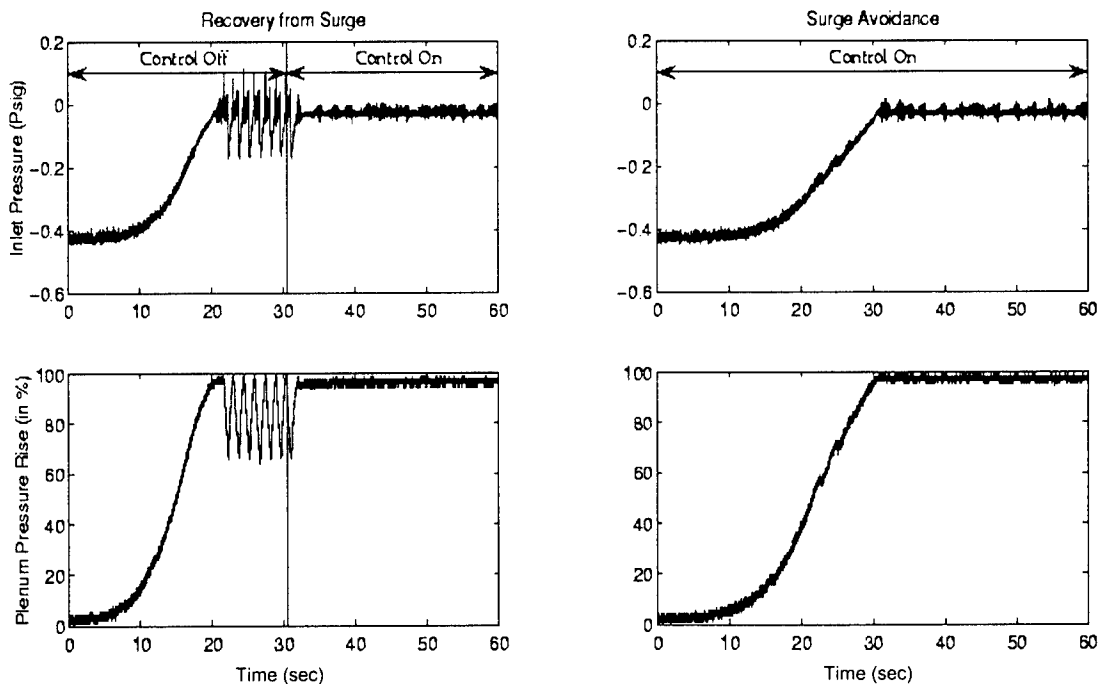 Recovery from Surge
Surge Avoidance
Control Off
Control On
Control On
Inlet Pressure (Psig)
0.2
0
−0.2
−0.4
−0.6
0 10 20 30 40 50 60
0.2
0
−0.2
−0.4
−0.6
0 10 20 30 40 50 60
Plenum Pressure Rise (in %)
100
80
60
40
20
0
0 10 20 30 40 50 60
Time (sec)
100
80
60
40
20
0
0 10 20 30 40 50 60
Time (sec)